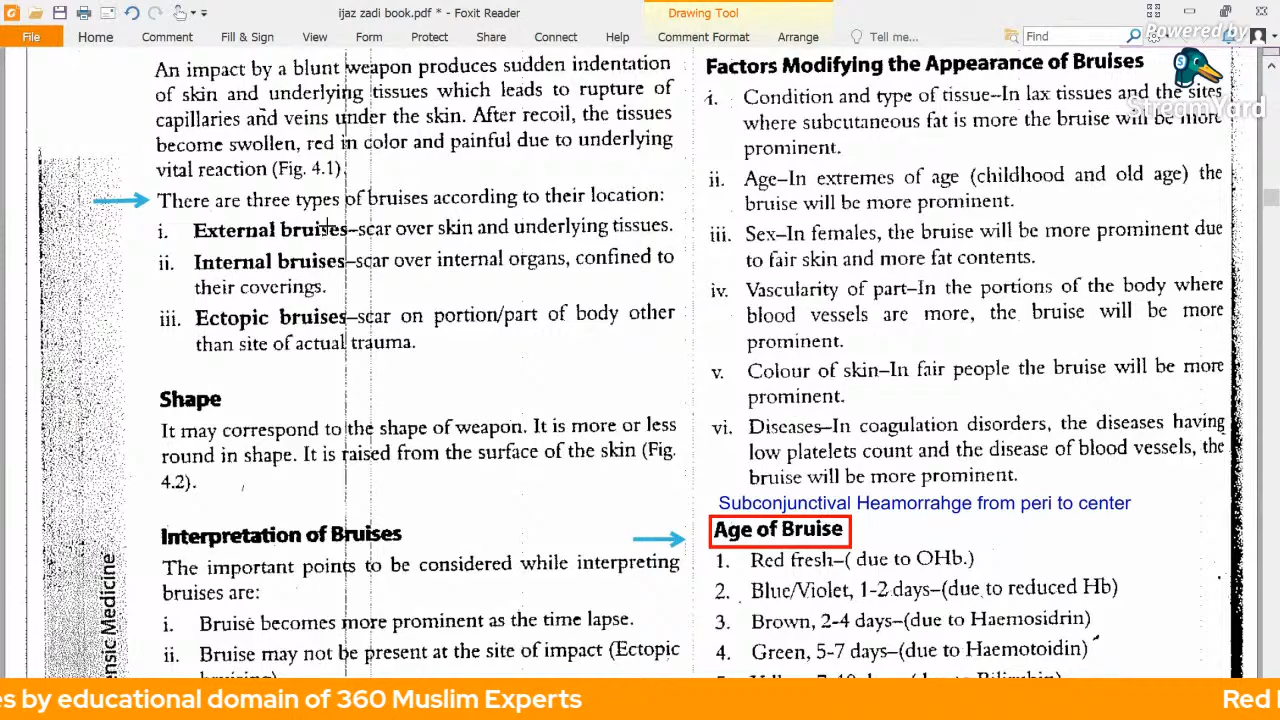 ijaz zadi book.pdf * - Foxit Reader
Drawing Tool
File
Home
Comment
Fill & Sign
View
Form
Protect
Share
Connect
Help
Comment Format
Arrange
Tell me...
Find
Powered by
StreamYard
An impact by a blunt weapon produces sudden indentation
of skin and underlying tissues which leads to rupture of
capillaries and veins under the skin. After recoil, the tissues
become swollen, red in color and painful due to underlying
vital reaction (Fig. 4.1)
There are three types of bruises according to their location:
i. External bruises–scar over skin and underlying tissues.
ii. Internal bruises–scar over internal organs, confined to
their coverings.
iii. Ectopic bruises–scar on portion/part of body other
than site of actual trauma.
Shape
It may correspond to the shape of weapon. It is more or less
round in shape. It is raised from the surface of the skin (Fig.
4.2).
Interpretation of Bruises
The important points to be considered while interpreting
bruises are:
i. Bruise becomes more prominent as the time lapse.
ii. Bruise may not be present at the site of impact (Ectopic
Factors Modifying the Appearance of Bruises
i. Condition and type of tissue–In lax tissues and the sites
where subcutaneous fat is more the bruise will be more
prominent.
ii. Age–In extremes of age (childhood and old age) the
bruise will be more prominent.
iii. Sex–In females, the bruise will be more prominent due
to fair skin and more fat contents.
iv. Vascularity of part–In the portions of the body where
blood vessels are more, the bruise will be more
prominent.
v. Colour of skin–In fair people the bruise will be more
prominent.
vi. Diseases–In coagulation disorders, the diseases having
low platelets count and the disease of blood vessels, the
bruise will be more prominent.
Subconjunctival Heamorrahge from peri to center
Age of Bruise
1. Red fresh–( due to OHb.)
2. Blue/Violet, 1-2 days–(due to reduced Hb)
3. Brown, 2-4 days–(due to Haemosidrin)
4. Green, 5-7 days–(due to Haemotoidin)
ensic Medicine
es by educational domain of 360 Muslim Experts
Red